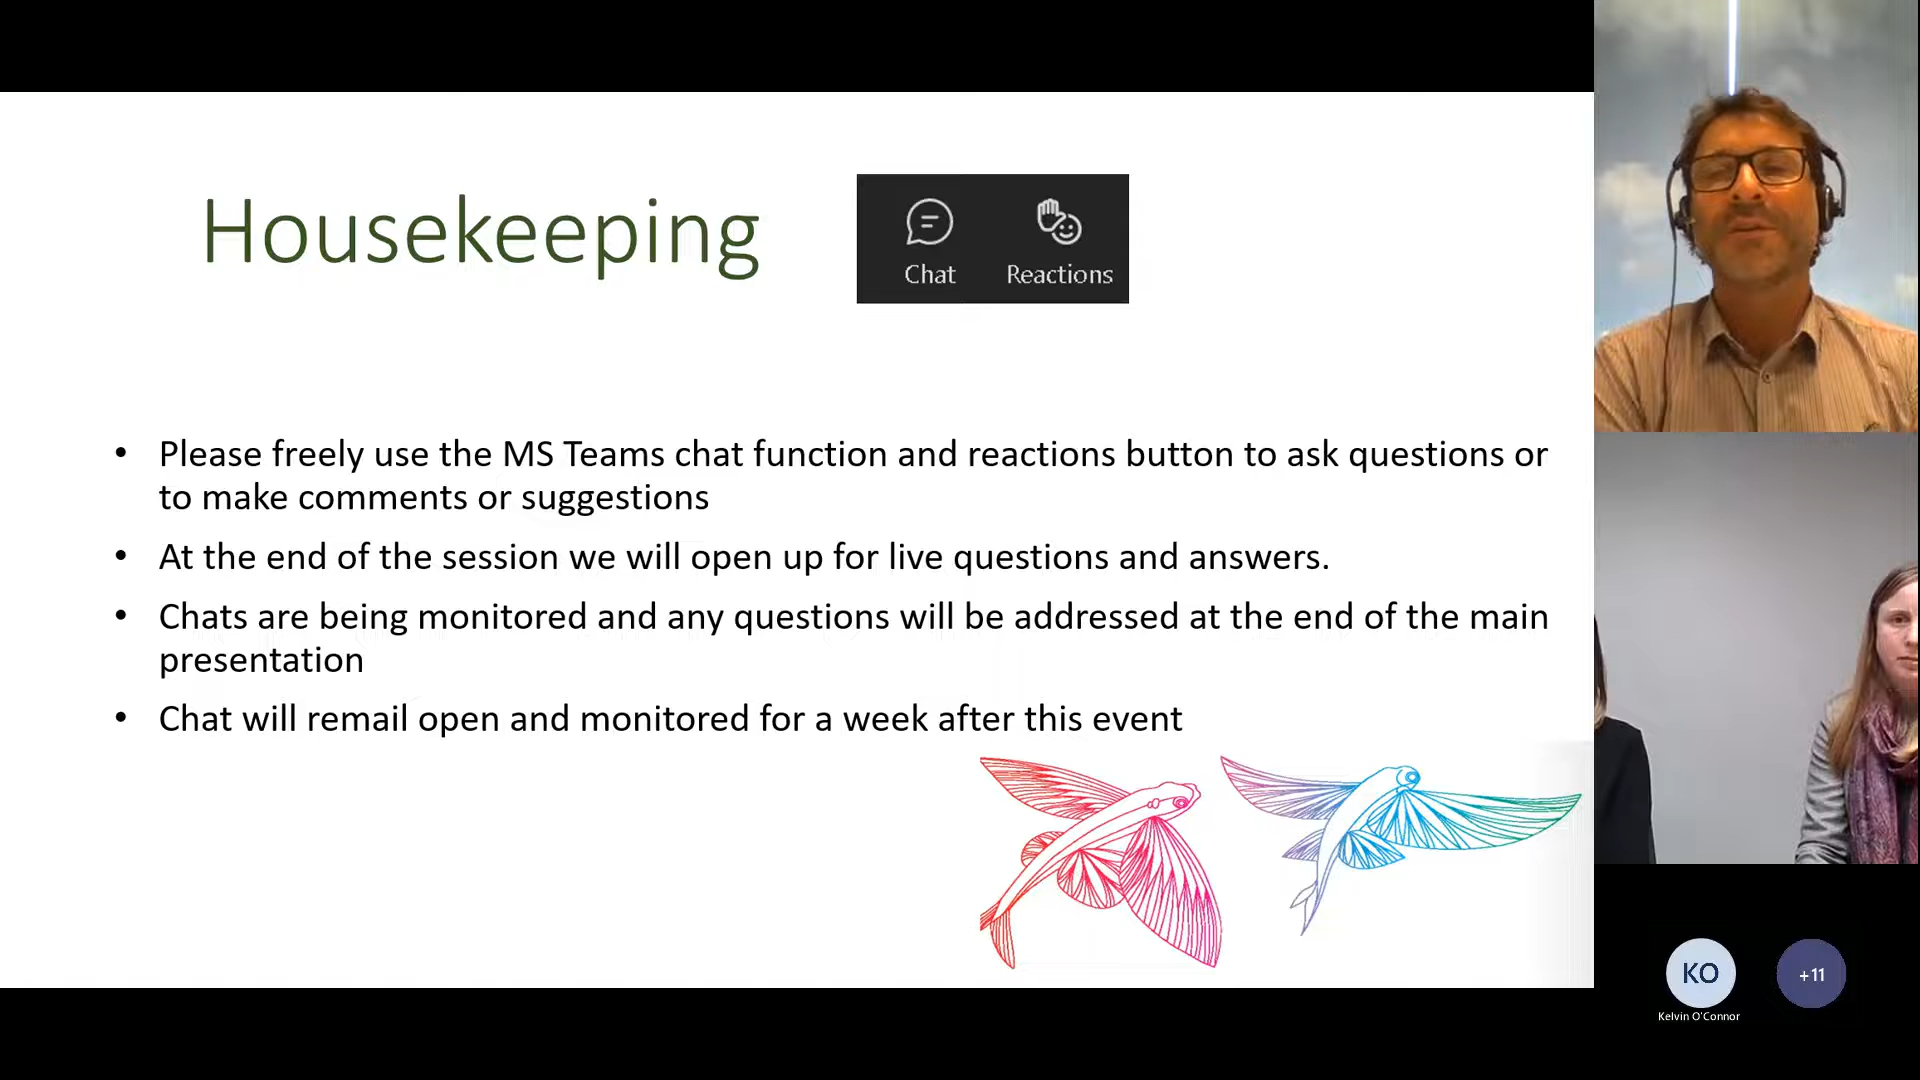 Housekeeping
Chat
Reactions
• Please freely use the MS Teams chat function and reactions button to ask questions or
to make comments or suggestions
• At the end of the session we will open up for live questions and answers.
• Chats are being monitored and any questions will be addressed at the end of the main
presentation
• Chat will remail open and monitored for a week after this event
KO
+11
Kelvin O'Connor